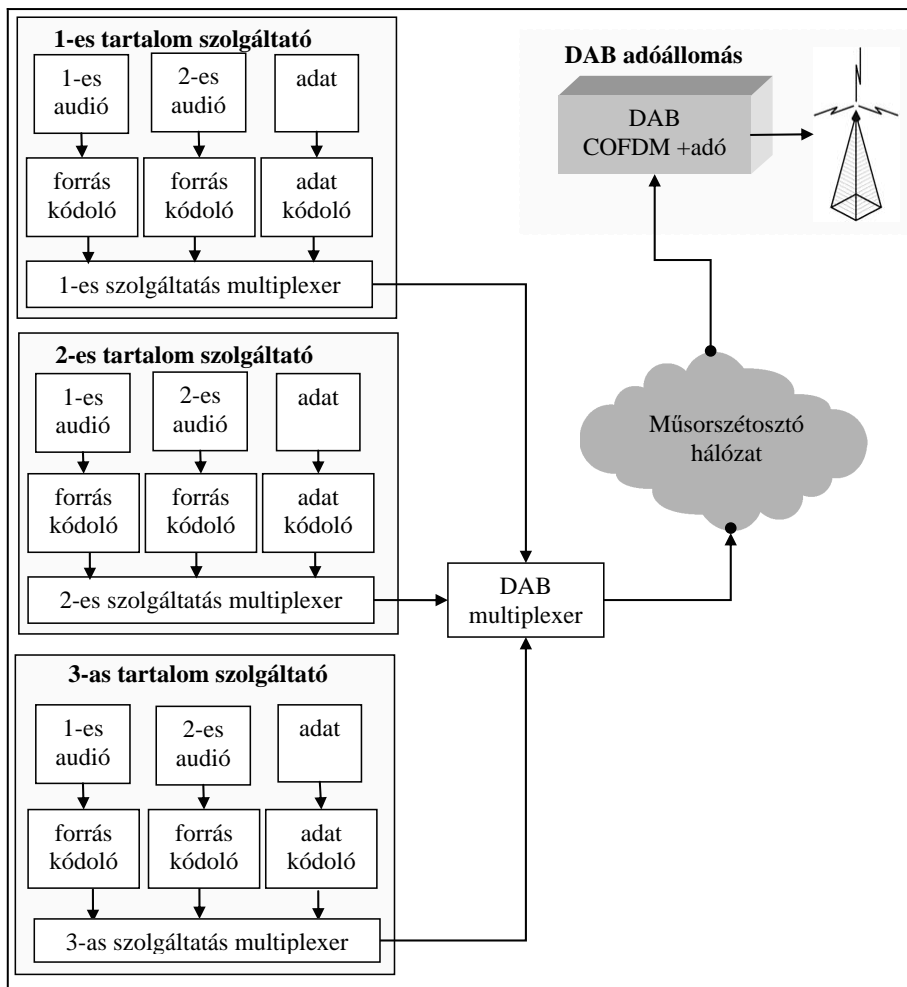 1-es tartalom szolgáltató
1-es
audió
2-es
audió
adat
forrás
kódoló
forrás
kódoló
adat
kódoló
1-es szolgáltatás multiplexer
2-es tartalom szolgáltató
1-es
audió
2-es
audió
adat
forrás
kódoló
forrás
kódoló
adat
kódoló
2-es szolgáltatás multiplexer
3-as tartalom szolgáltató
1-es
audió
2-es
audió
adat
forrás
kódoló
forrás
kódoló
adat
kódoló
3-as szolgáltatás multiplexer
DAB
multiplexer
Műsorszétosztó
hálózat
DAB adóállomás
DAB
COFDM +adó